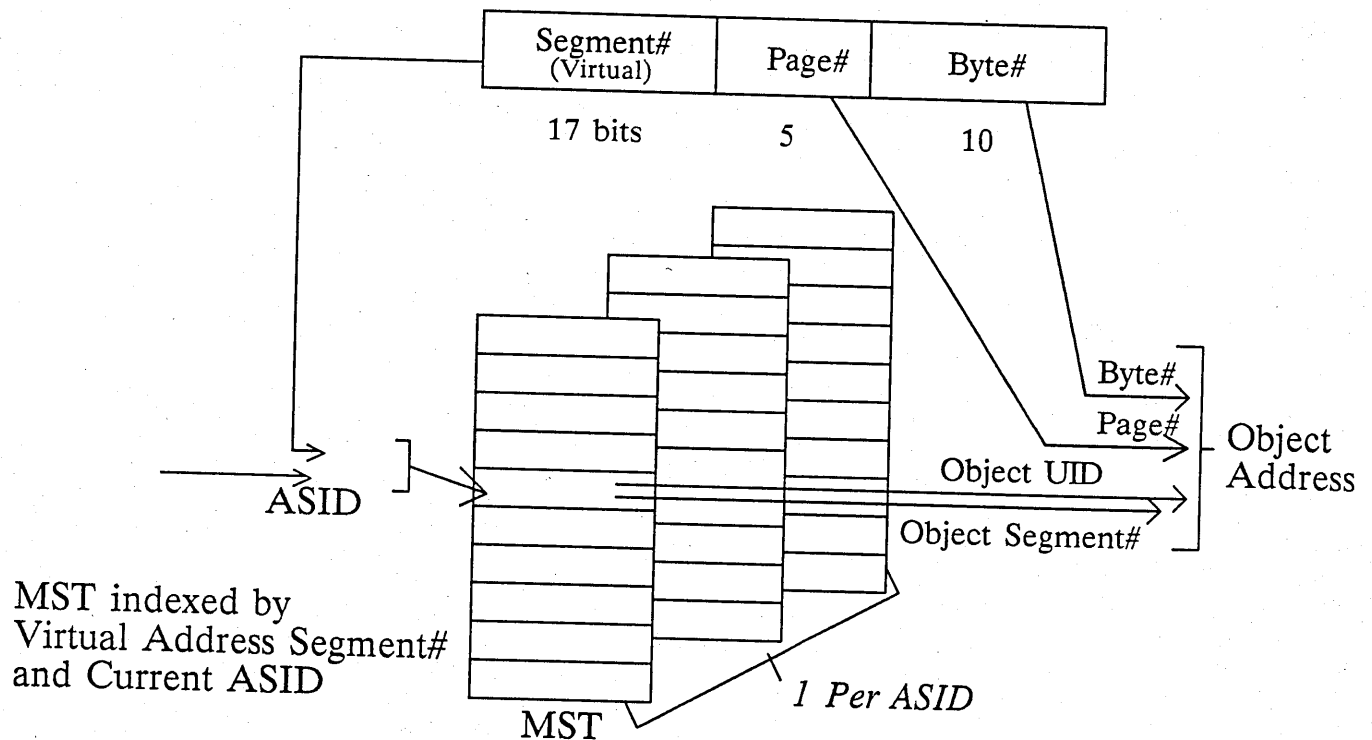 Segment#
(Virtual)
Page#
Byte#
17 bits
5
10
Byte#
Page#
Object UID
Object Segment#
Object
Address
ASID
MST indexed by
Virtual Address Segment#
and Current ASID
1 Per ASID
MST